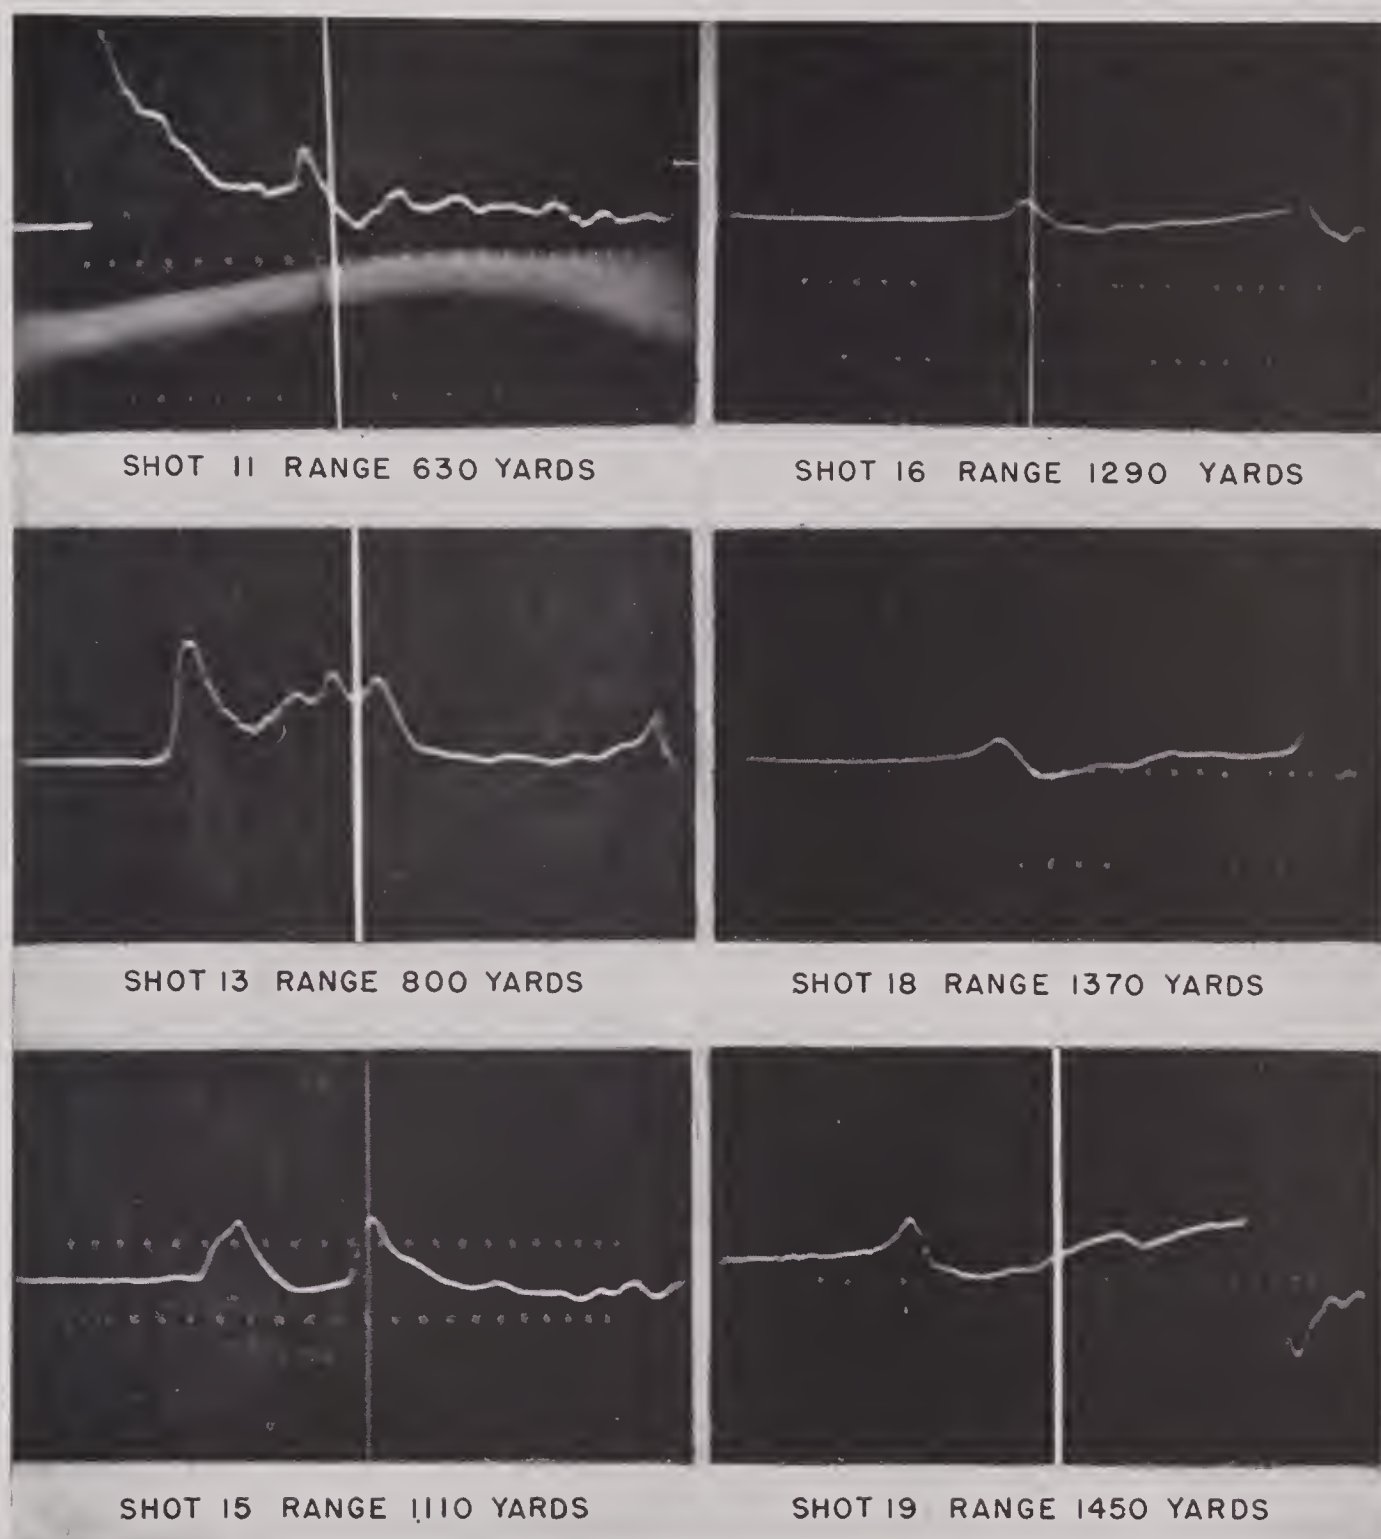 SHOT 11 RANGE 630 YARDS
SHOT 16 RANGE 1290 YARDS
SHOT 13 RANGE 800 YARDS
SHOT 18 RANGE 1370 YARDS
SHOT 15 RANGE 1110 YARDS
SHOT 19 RANGE 1450 YARDS